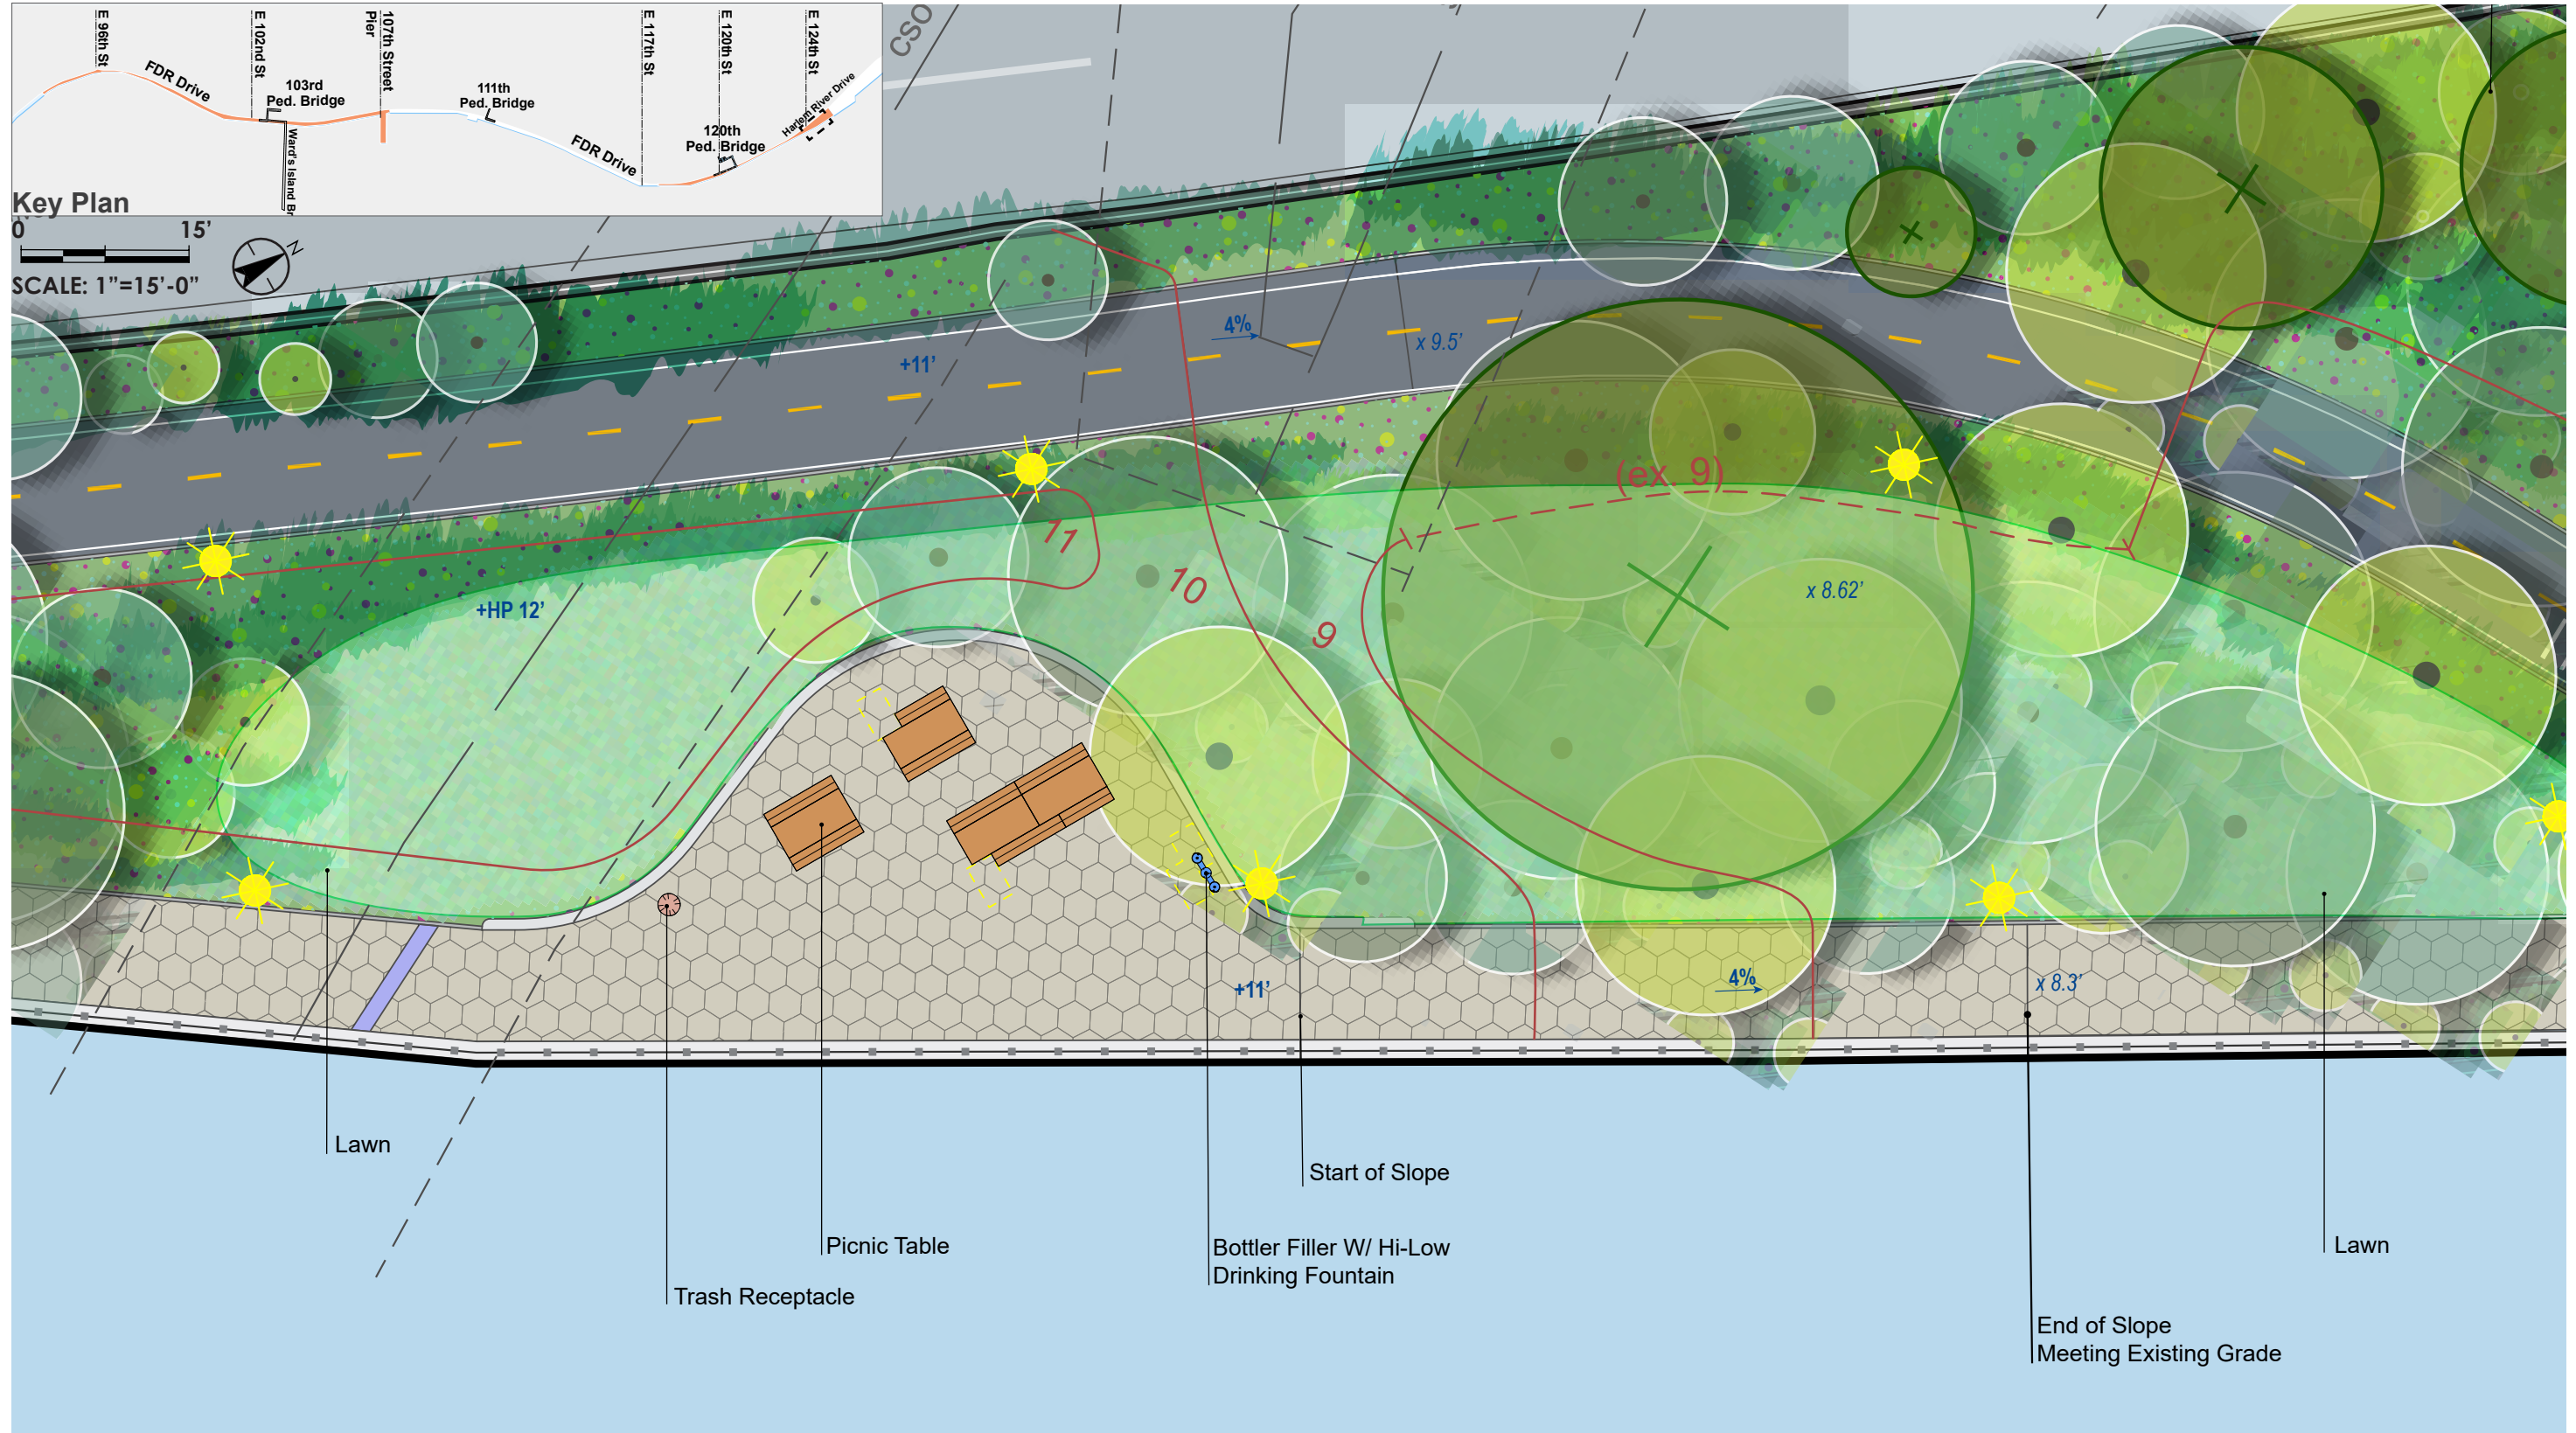 E 96th St
E 102nd St
107th Street
Pier
E 117th St
E 120th St
E 124th St
FDR Drive
103rd
Ped. Bridge
111th
Ped. Bridge
120th
Ped. Bridge
Harlem River Drive
FDR Drive
Ward's Island Br
Key Plan
0 15’
N
SCALE: 1”=15’-0”
CSO
4%
x 9.5’
+11’
(ex. 9)
11
10
9
x 8.62’
+HP 12’
+11’
4%
x 8.3’
Lawn
Start of Slope
Picnic Table
Bottler Filler W/ Hi-Low
Drinking Fountain
Lawn
Trash Receptacle
End of Slope
Meeting Existing Grade